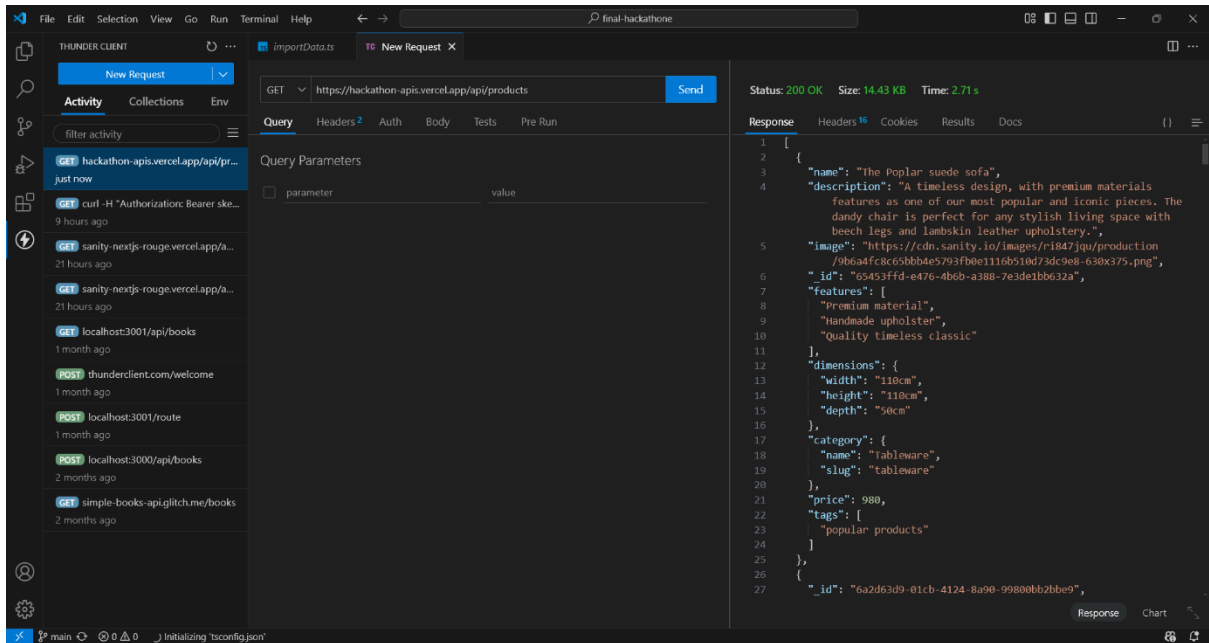 File Edit Selection View Go Run Terminal Help
final-hackathone
THUNDER CLIENT
New Request
Activity Collections Env
filter activity
GET hackathon-apis.vercel.app/api/pr...
just now
GET curl -H "Authorization: Bearer ske...
9 hours ago
GET sanity-nextjs-rouge.vercel.app/a...
21 hours ago
GET sanity-nextjs-rouge.vercel.app/a...
21 hours ago
GET localhost:3001/api/books
1 month ago
POST thunderclient.com/welcome
1 month ago
POST localhost:3001/route
1 month ago
POST localhost:3000/api/books
2 months ago
GET simple-books-api.glitch.me/books
2 months ago
importData.ts TC New Request
GET https://hackathon-apis.vercel.app/api/products Send
Query Headers 2 Auth Body Tests Pre Run
Query Parameters
parameter value
Status: 200 OK Size: 14.43 KB Time: 2.71 s
Response Headers 16 Cookies Results Docs { }
1 [
2 {
3 "name": "The Poplar suede sofa",
4 "description": "A timeless design, with premium materials
features as one of our most popular and iconic pieces. The
dandy chair is perfect for any stylish living space with
beech legs and lambskin leather upholstery.",
5 "image": "https://cdn.sanity.io/images/ri847jqu/production
/9b6a4fc8c65bbb4e5793fb0e1116b510d73dc9e8-630x375.png",
6 "_id": "65453ffd-e476-4b6b-a388-7e3de1bb632a",
7 "features": [
8 "Premium material",
9 "Handmade upholster",
10 "Quality timeless classic"
11 ],
12 "dimensions": {
13 "width": "110cm",
14 "height": "110cm",
15 "depth": "50cm"
16 },
17 "category": {
18 "name": "Tableware",
19 "slug": "tableware"
20 },
21 "price": 980,
22 "tags": [
23 "popular products"
24 ]
25 },
26 {
27 "_id": "6a2d63d9-01cb-4124-8a90-99800bb2bbe9",
Response Chart
main 0 0 Initializing 'tsconfig.json'